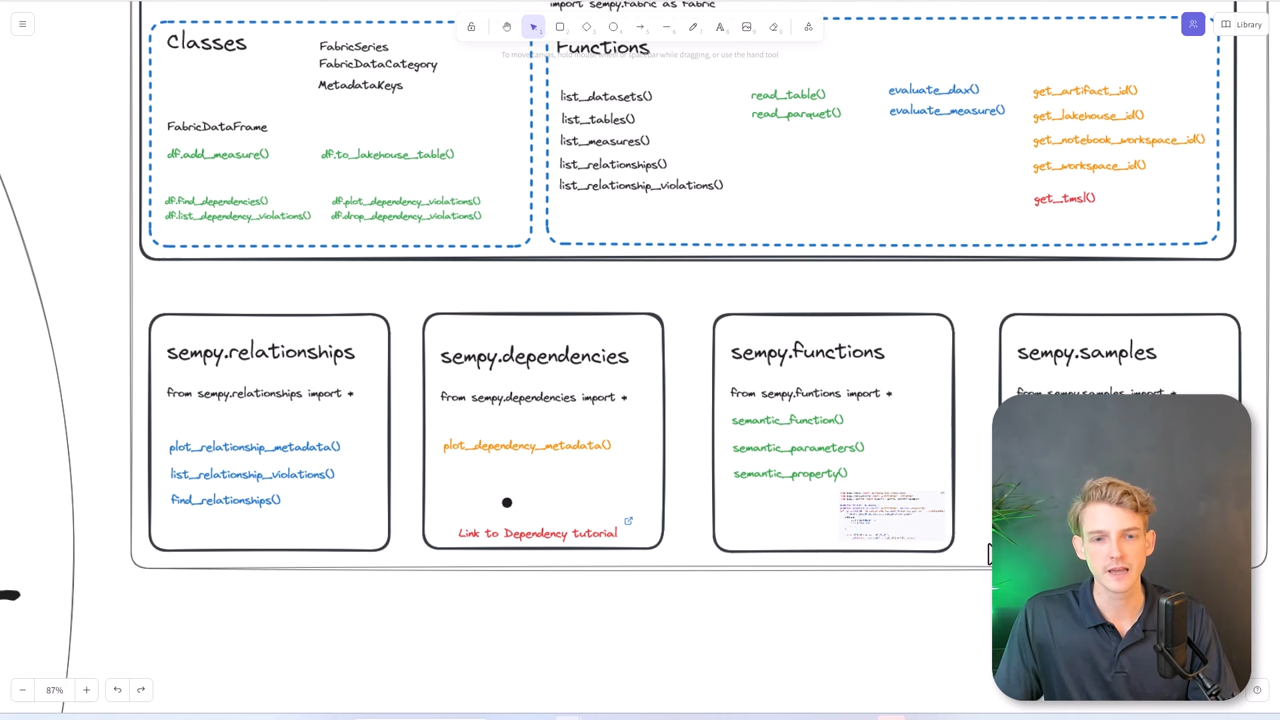 import sempy.fabric as fabric
Library
To move canvas, hold mouse wheel or spacebar while dragging, or use the hand tool
Classes
FabricSeries
FabricDataCategory
MetadataKeys
FabricDataFrame
df.add_measure()
df.to_lakehouse_table()
df.find_dependencies()
df.plot_dependency_violations()
df.list_dependency_violations()
df.drop_dependency_violations()
Functions
list_datasets()
list_tables()
list_measures()
list_relationships()
list_relationship_violations()
read_table()
read_parquet()
evaluate_dax()
evaluate_measure()
get_artifact_id()
get_lakehouse_id()
get_notebook_workspace_id()
get_workspace_id()
get_tmsl()
sempy.relationships
from sempy.relationships import *
plot_relationship_metadata()
list_relationship_violations()
find_relationships()
sempy.dependencies
from sempy.dependencies import *
plot_dependency_metadata()
Link to Dependency tutorial
sempy.functions
from sempy.funtions import *
semantic_function()
semantic_parameters()
semantic_property()
sempy.samples
from sempy.samples import *
87%